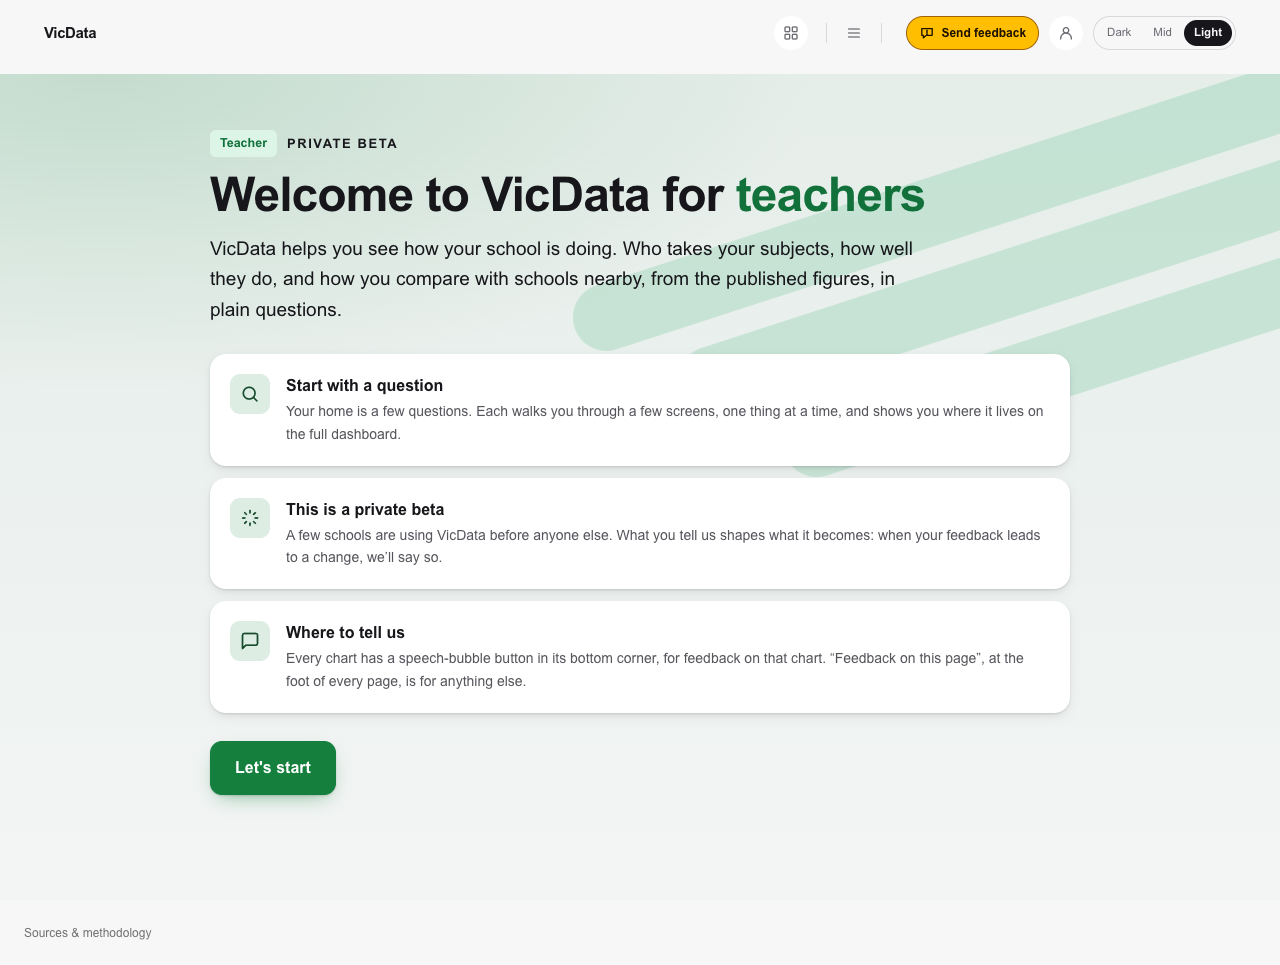 VicData
Send feedback
Dark Mid Light
Teacher PRIVATE BETA
Welcome to VicData for teachers
VicData helps you see how your school is doing. Who takes your subjects, how well
they do, and how you compare with schools nearby, from the published figures, in
plain questions.
Start with a question
Your home is a few questions. Each walks you through a few screens, one thing at a time, and shows you where it lives on
the full dashboard.
This is a private beta
A few schools are using VicData before anyone else. What you tell us shapes what it becomes: when your feedback leads
to a change, we’ll say so.
Where to tell us
Every chart has a speech-bubble button in its bottom corner, for feedback on that chart. “Feedback on this page”, at the
foot of every page, is for anything else.
Let's start
Sources & methodology